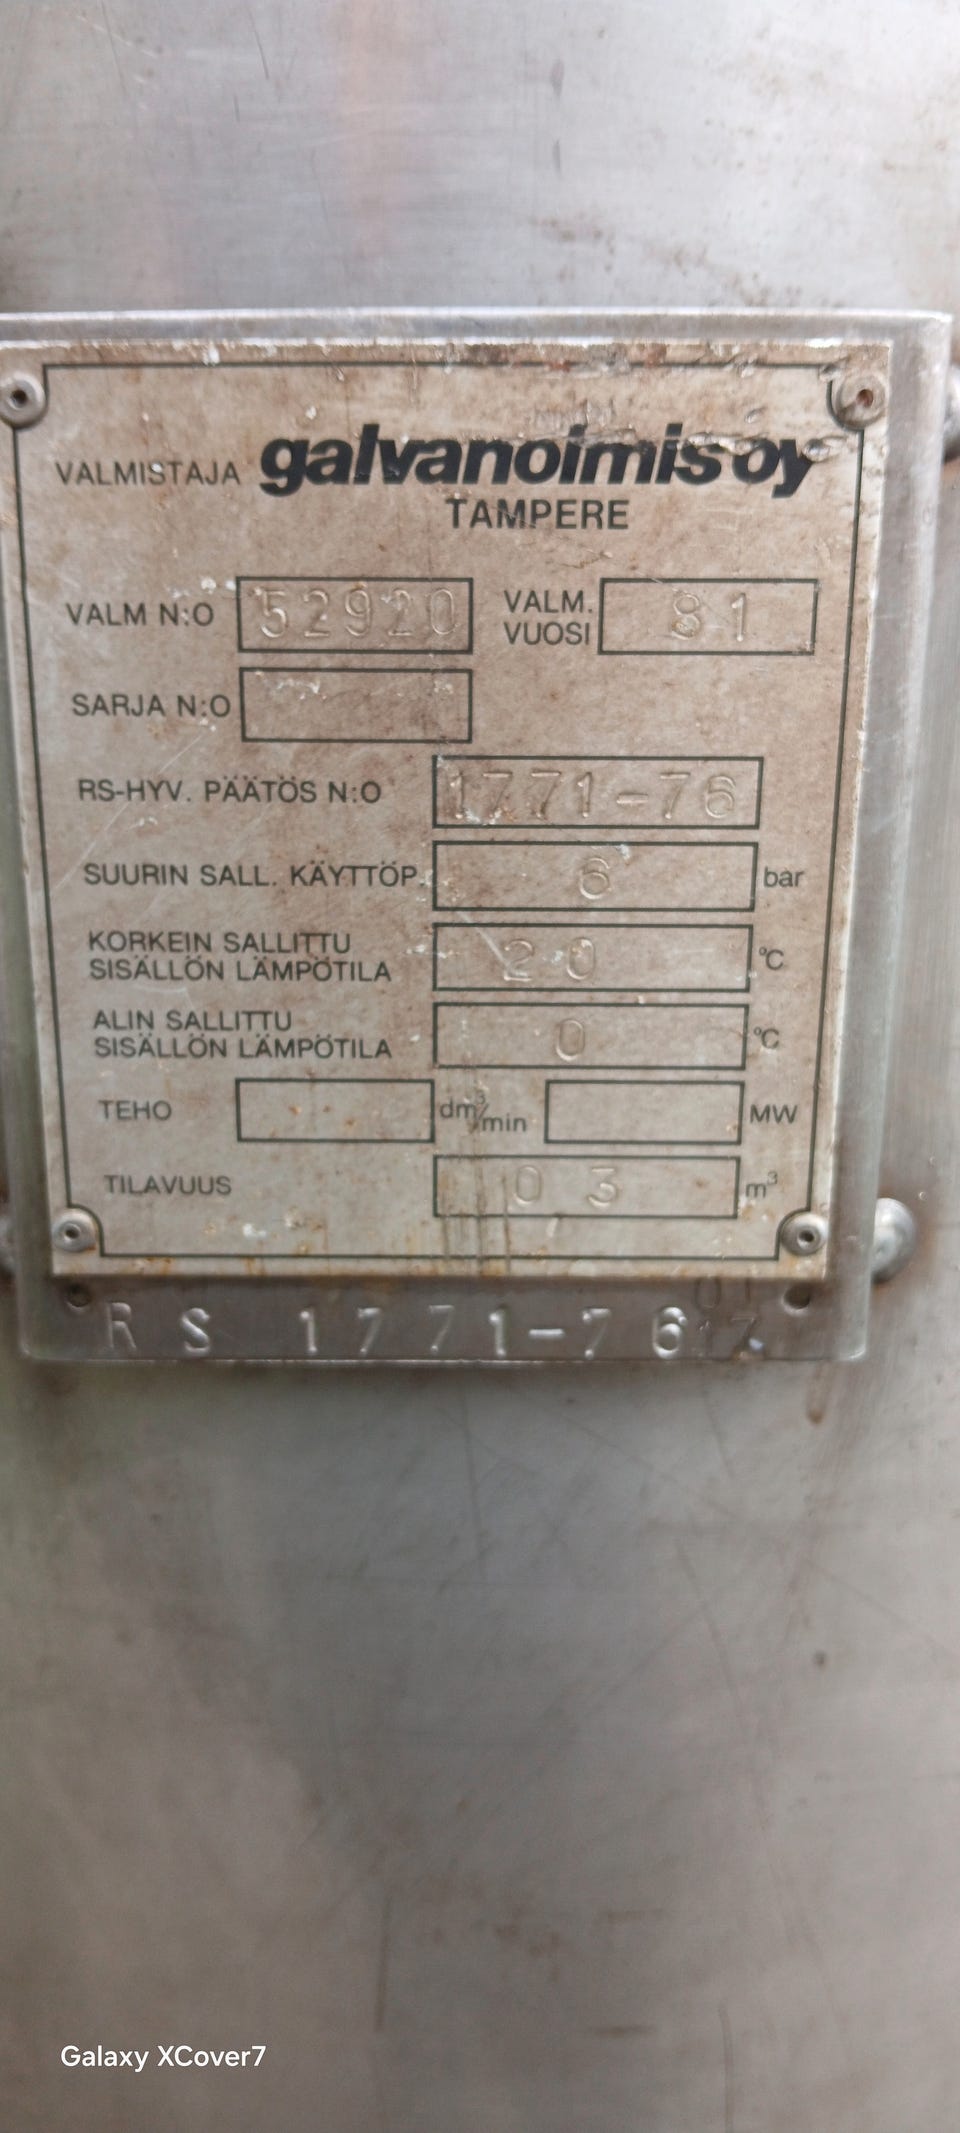 VALMISTAJA galvanoimis oy
TAMPERE
VALM N:O 52920 VALM. VUOSI 81
SARJA N:O
RS-HYV. PÄÄTÖS N:O 1771-76
SUURIN SALL. KÄYTTÖP. 6 bar
KORKEIN SALLITTU
SISÄLLÖN LÄMPÖTILA 20 °C
ALIN SALLITTU
SISÄLLÖN LÄMPÖTILA 0 °C
TEHO dm³/min MW
TILAVUUS 0 3 m³
RS 1771-76
Galaxy XCover7